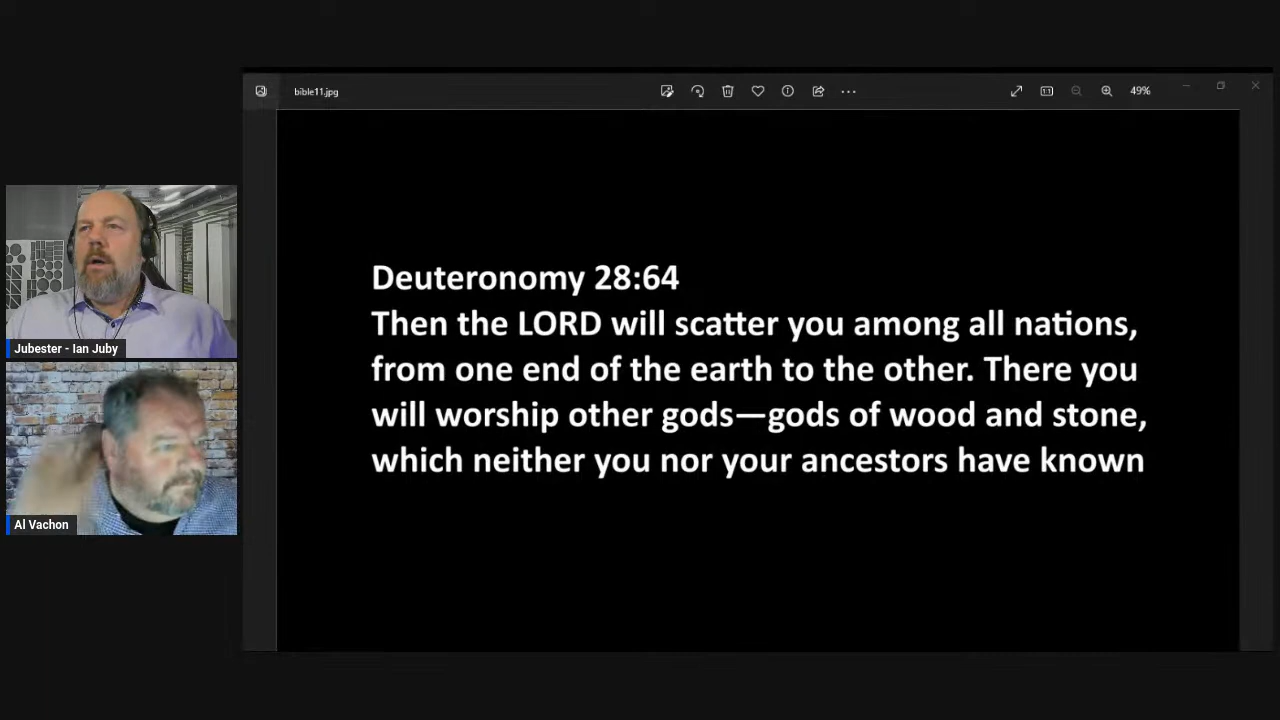 bible11.jpg
49%
Deuteronomy 28:64
Then the LORD will scatter you among all nations,
from one end of the earth to the other. There you
will worship other gods—gods of wood and stone,
which neither you nor your ancestors have known
Jubester - Ian Juby
Al Vachon